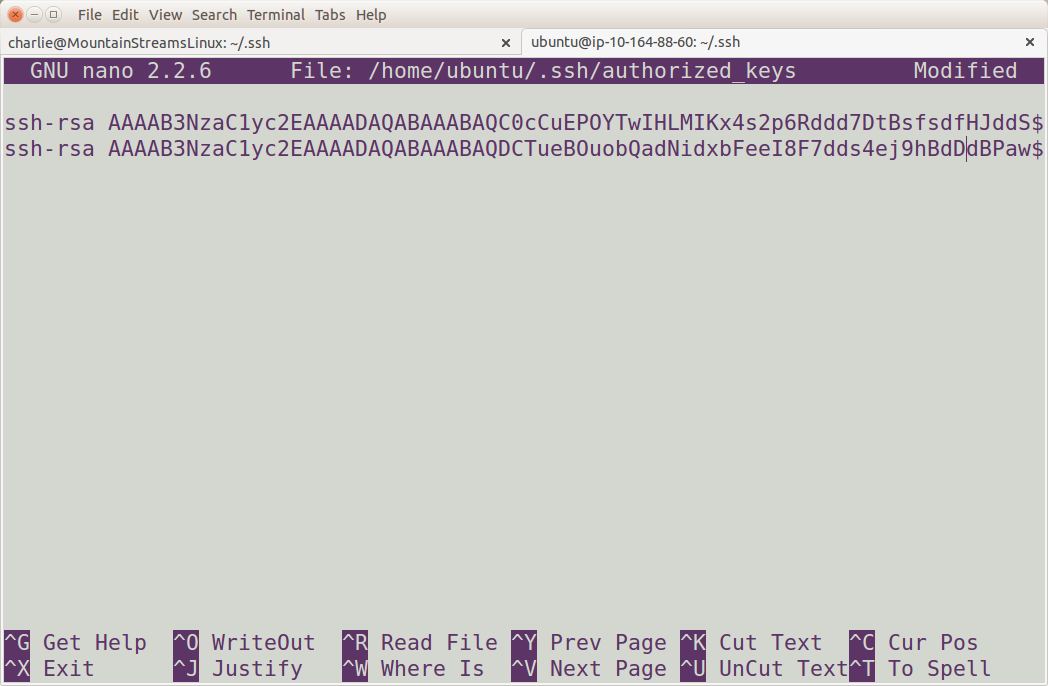 File Edit View Search Terminal Tabs Help
charlie@MountainStreamsLinux: ~/.ssh × ubuntu@ip-10-164-88-60: ~/.ssh ×
GNU nano 2.2.6 File: /home/ubuntu/.ssh/authorized_keys Modified
ssh-rsa AAAAB3NzaC1yc2EAAAADAQABAAABAQC0cCuEPOYTwIHLMIKx4s2p6Rddd7DtBsfsdfHJddS$
ssh-rsa AAAAB3NzaC1yc2EAAAADAQABAAABAQDCTueBOuobQadNidxbFeeI8F7dds4ej9hBdDdBPaw$
^G Get Help ^O WriteOut ^R Read File ^Y Prev Page ^K Cut Text ^C Cur Pos
^X Exit ^J Justify ^W Where Is ^V Next Page ^U UnCut Text ^T To Spell